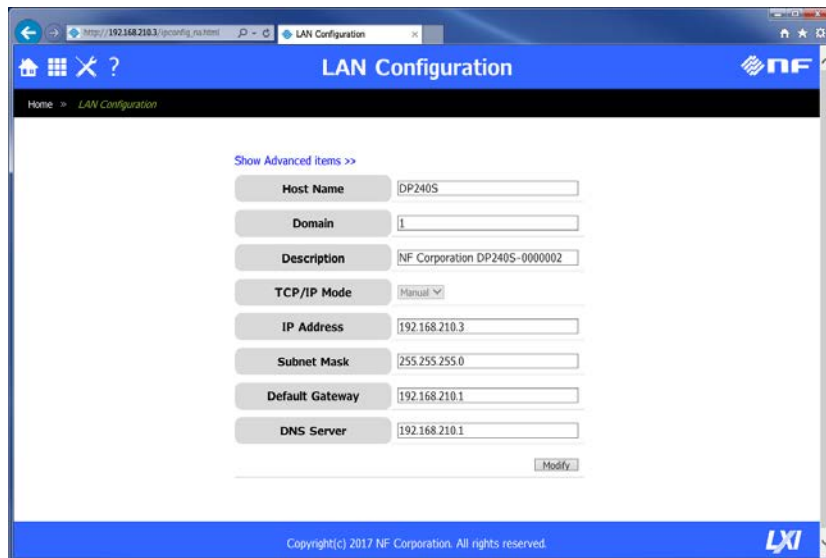 http://192.168.210.3/ipconfig_na.html
LAN Configuration
LAN Configuration
nf
Home » LAN Configuration
Show Advanced items >>
Host Name DP240S
Domain 1
Description NF Corporation DP240S-0000002
TCP/IP Mode Manual
IP Address 192.168.210.3
Subnet Mask 255.255.255.0
Default Gateway 192.168.210.1
DNS Server 192.168.210.1
Modify
Copyright(c) 2017 NF Corporation. All rights reserved.
LXI